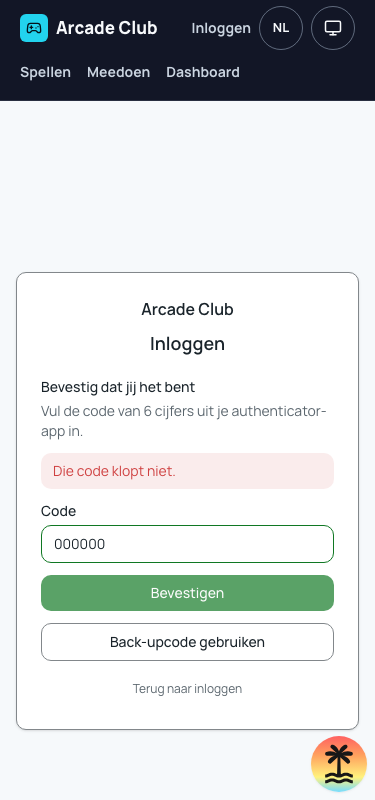 Arcade Club
Inloggen
NL
Spellen
Meedoen
Dashboard
Arcade Club
Inloggen
Bevestig dat jij het bent
Vul de code van 6 cijfers uit je authenticator-
app in.
Die code klopt niet.
Code
000000
Bevestigen
Back-upcode gebruiken
Terug naar inloggen